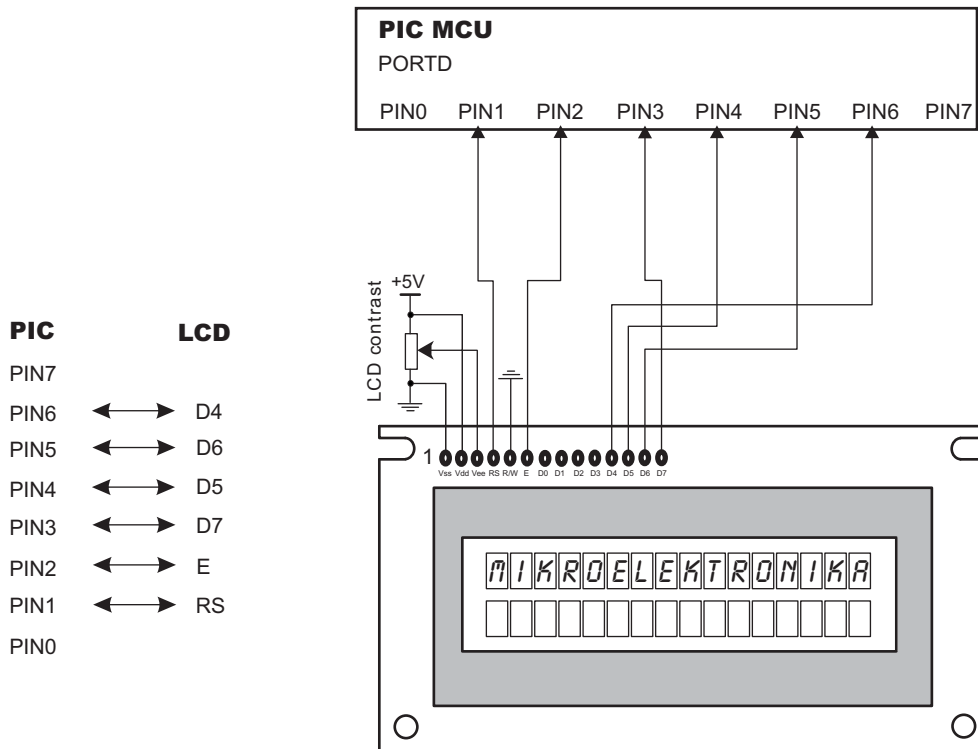 PIC MCU
PORTD
PIN0 PIN1 PIN2 PIN3 PIN4 PIN5 PIN6 PIN7
+5V
LCD contrast
PIC LCD
PIN7
PIN6 D4
PIN5 D6
PIN4 D5
PIN3 D7
PIN2 E
PIN1 RS
PIN0
1
Vss Vdd Vee RS R/W E D0 D1 D2 D3 D4 D5 D6 D7
MIKROELEKTRONIKA